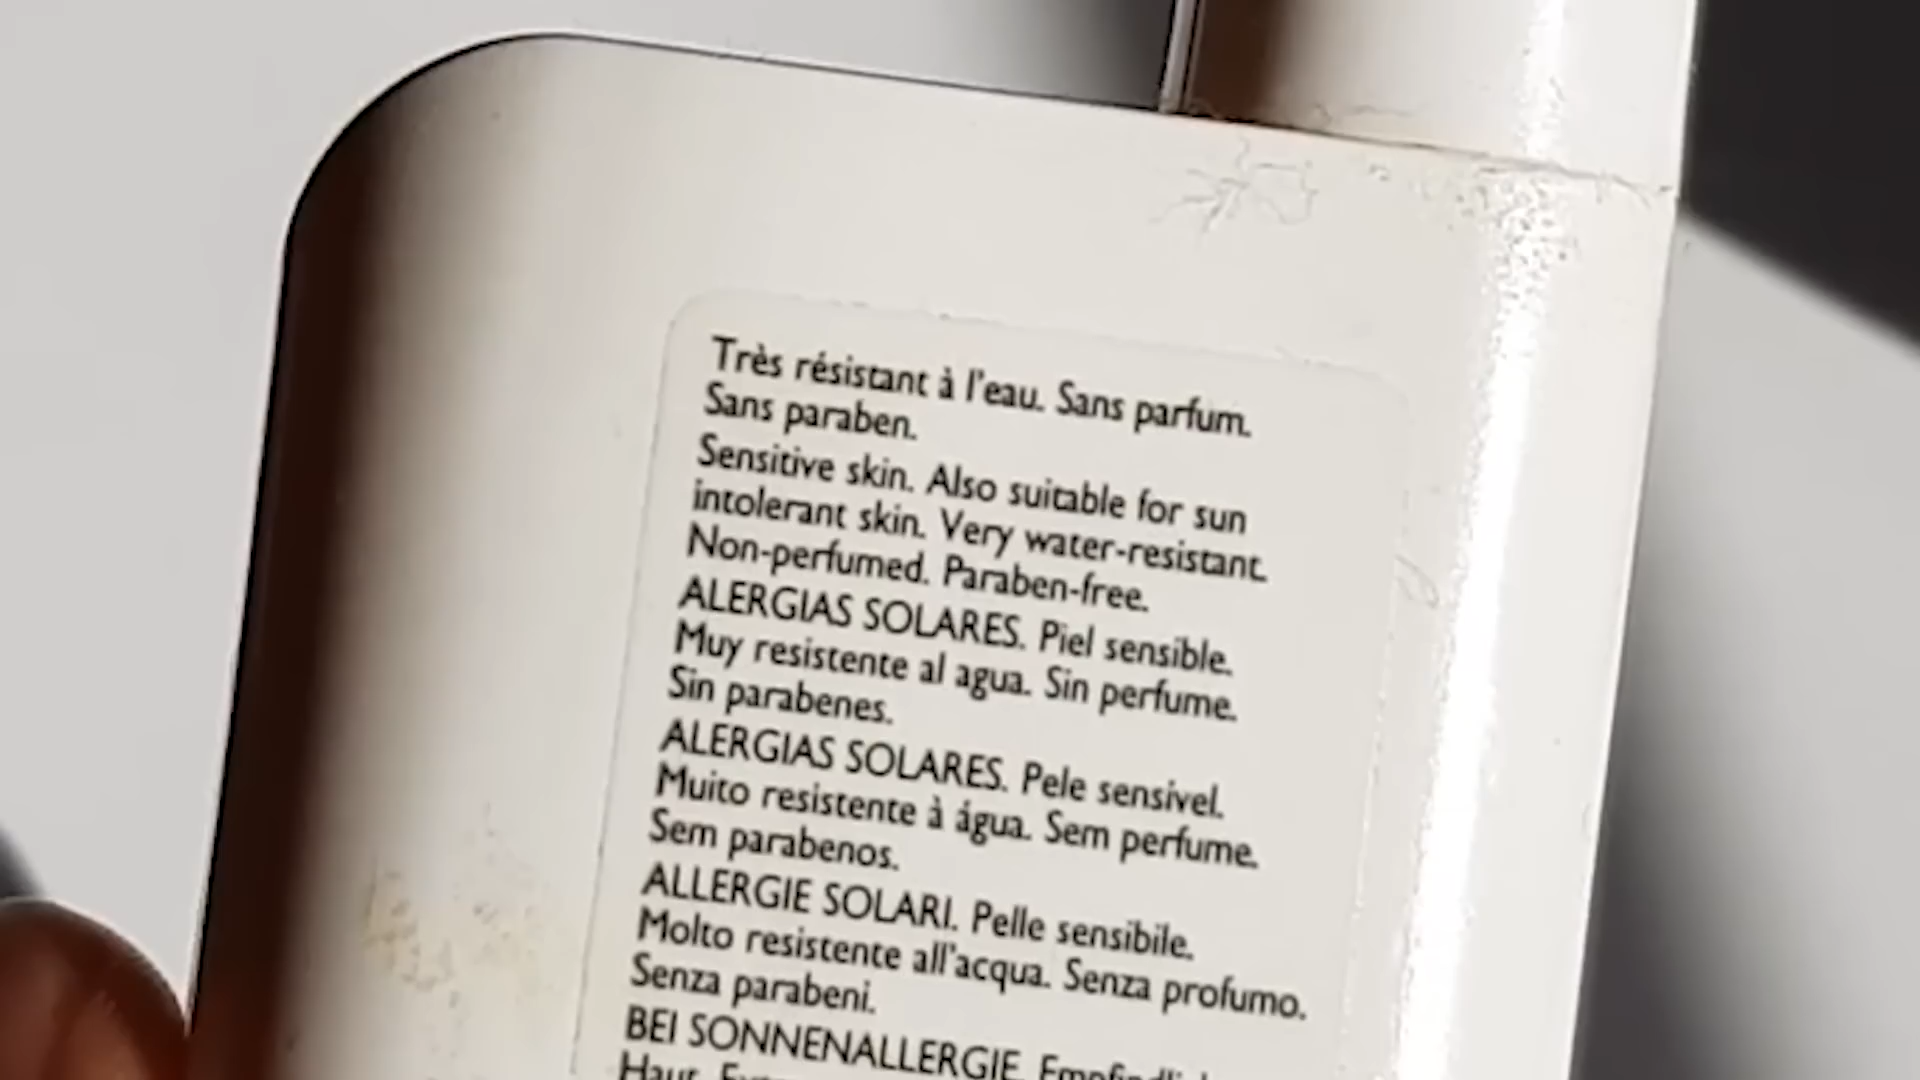 Très résistant à l'eau. Sans parfum.
Sans paraben.
Sensitive skin. Also suitable for sun
intolerant skin. Very water-resistant.
Non-perfumed. Paraben-free.
ALERGIAS SOLARES. Piel sensible.
Muy resistente al agua. Sin perfume.
Sin parabenes.
ALERGIAS SOLARES. Pele sensivel.
Muito resistente à água. Sem perfume.
Sem parabenos.
ALLERGIE SOLARI. Pelle sensibile.
Molto resistente all'acqua. Senza profumo.
Senza parabeni.
BEI SONNENALLERGIE.
Haut.